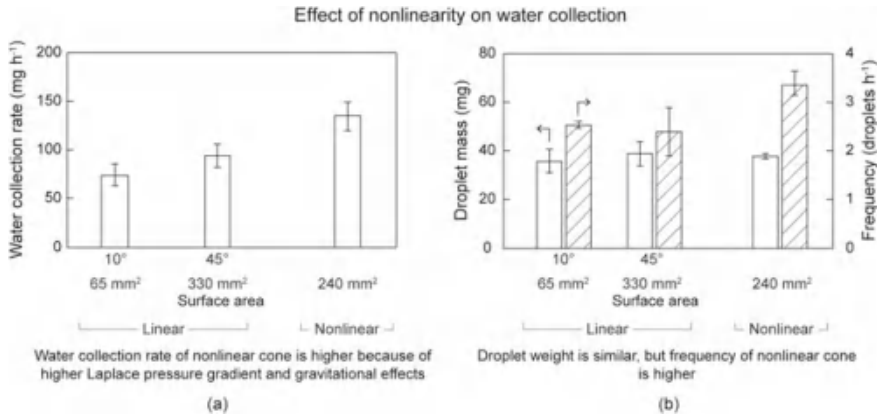 Effect of nonlinearity on water collection
Water collection rate (mg h⁻¹)
200
150
100
50
0
10°
45°
65 mm²
330 mm²
240 mm²
Surface area
Linear
Nonlinear
Water collection rate of nonlinear cone is higher because of
higher Laplace pressure gradient and gravitational effects
(a)
Droplet mass (mg)
80
60
40
20
0
4
3
2
1
0
Frequency (droplets h⁻¹)
10°
45°
65 mm²
330 mm²
240 mm²
Surface area
Linear
Nonlinear
Droplet weight is similar, but frequency of nonlinear cone
is higher
(b)